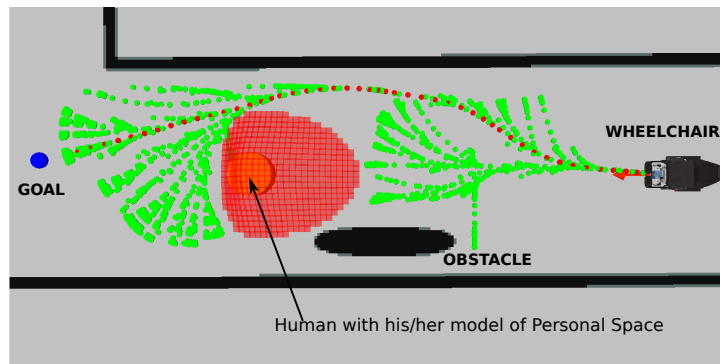 WHEELCHAIR
GOAL
OBSTACLE
Human with his/her model of Personal Space